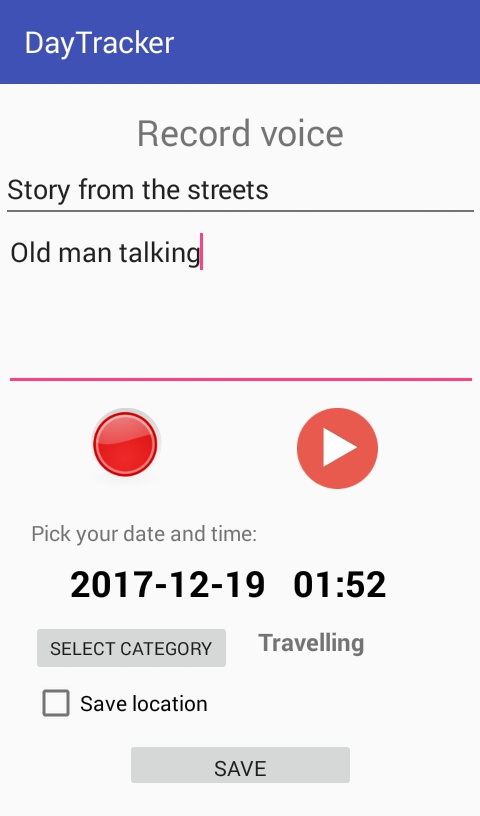 DayTracker
Record voice
Story from the streets
Old man talking
Pick your date and time:
2017-12-19 01:52
SELECT CATEGORY Travelling
Save location
SAVE